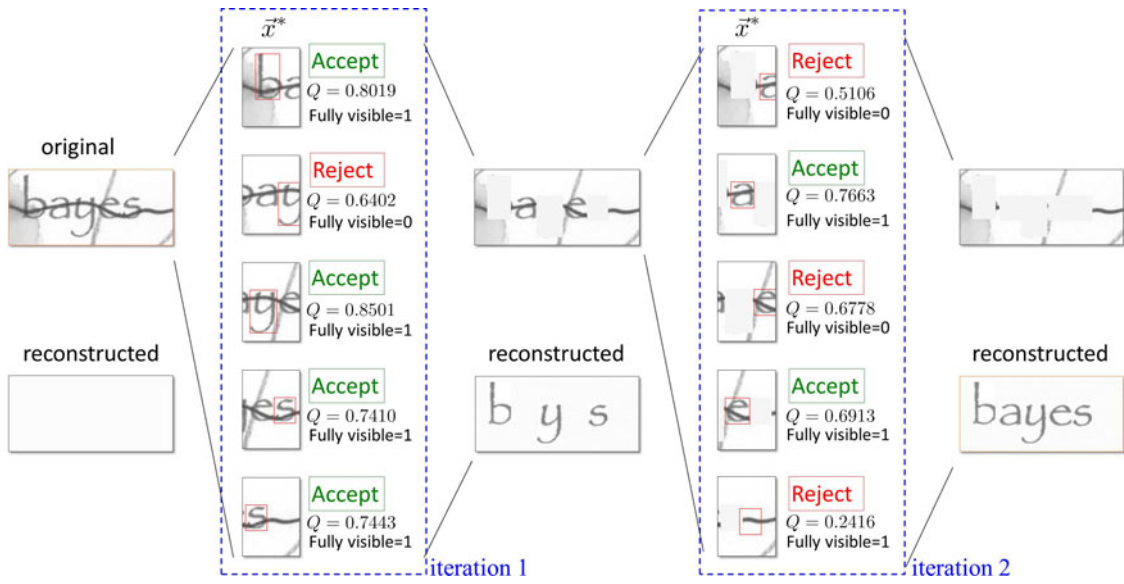 x⃗*
Accept
Q = 0.8019
Fully visible=1
original
bayes
Reject
Q = 0.6402
Fully visible=0
Accept
Q = 0.8501
Fully visible=1
reconstructed
Accept
Q = 0.7410
Fully visible=1
Accept
Q = 0.7443
Fully visible=1
iteration 1
a e
reconstructed
b y s
x⃗*
Reject
Q = 0.5106
Fully visible=0
Accept
Q = 0.7663
Fully visible=1
Reject
Q = 0.6778
Fully visible=0
Accept
Q = 0.6913
Fully visible=1
Reject
Q = 0.2416
Fully visible=1
iteration 2
reconstructed
bayes